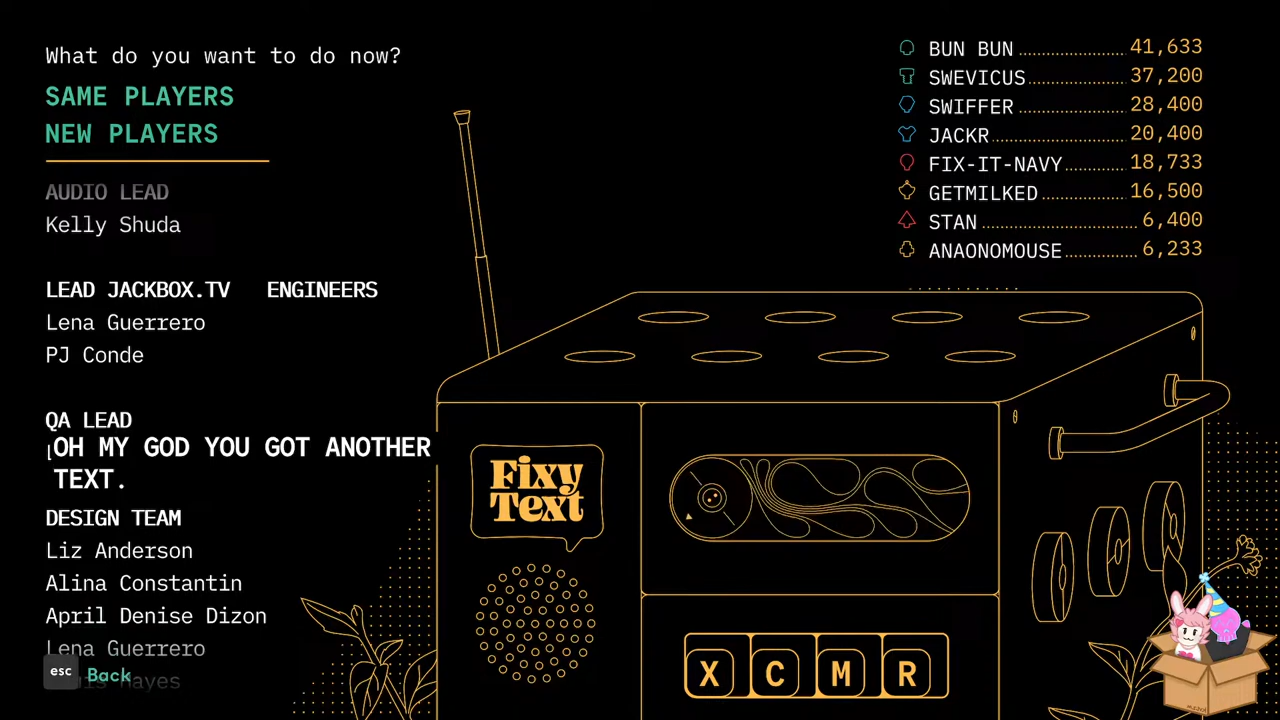 What do you want to do now?
SAME PLAYERS
NEW PLAYERS
AUDIO LEAD
Kelly Shuda
LEAD JACKBOX.TV ENGINEERS
Lena Guerrero
PJ Conde
QA LEAD
OH MY GOD YOU GOT ANOTHER
TEXT.
DESIGN TEAM
Liz Anderson
Alina Constantin
April Denise Dizon
Lena Guerrero
esc Back
BUN BUN 41,633
SWEVICUS 37,200
SWIFFER 28,400
JACKR 20,400
FIX-IT-NAVY 18,733
GETMILKED 16,500
STAN 6,400
ANAONOMOUSE 6,233
Fixy
Text
X C M R